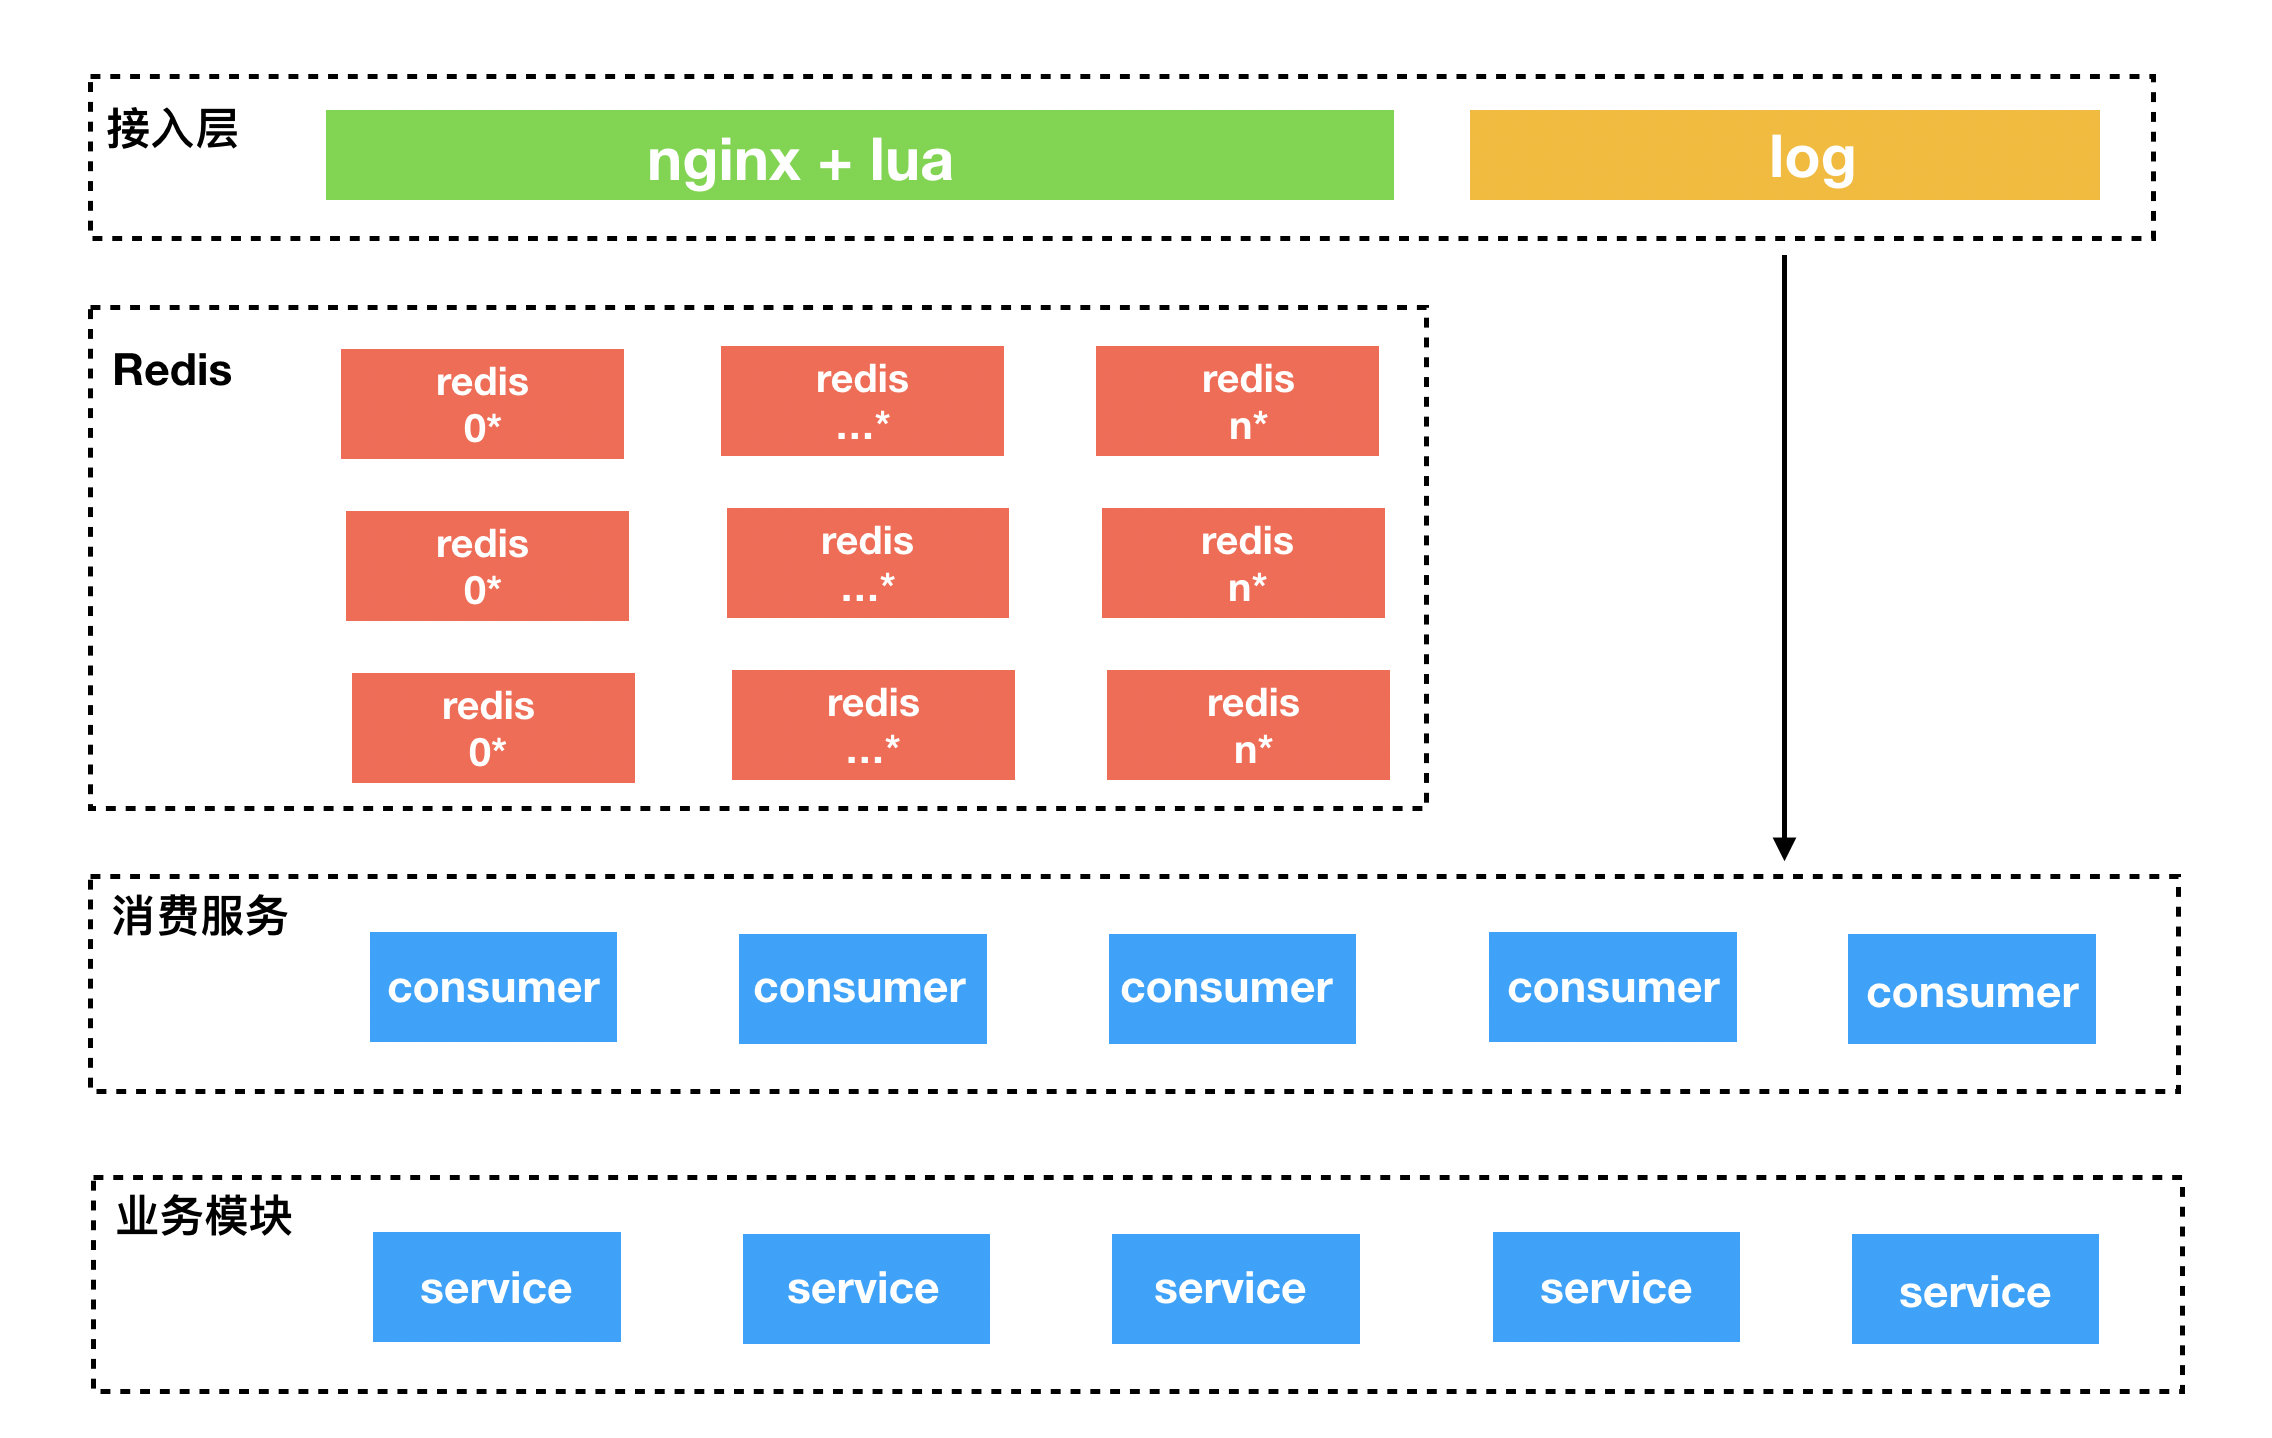 接入层
nginx + lua
log
Redis
redis
0*
redis
...*
redis
n*
redis
0*
redis
...*
redis
n*
redis
0*
redis
...*
redis
n*
消费服务
consumer
consumer
consumer
consumer
consumer
业务模块
service
service
service
service
service